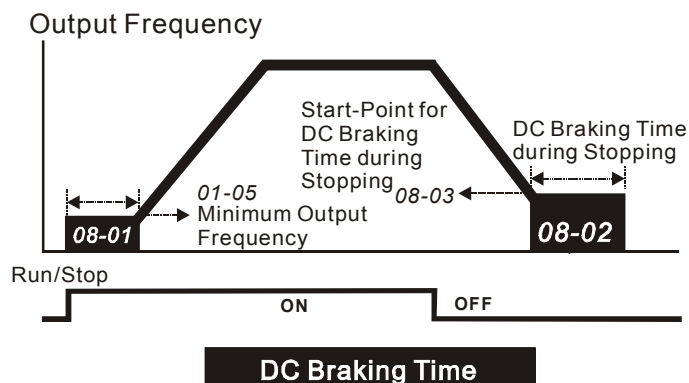 Output Frequency
Start-Point for
DC Braking
Time during
Stopping
08-03
DC Braking Time
during Stopping
01-05
Minimum Output
Frequency
08-01
08-02
Run/Stop
ON
OFF
DC Braking Time